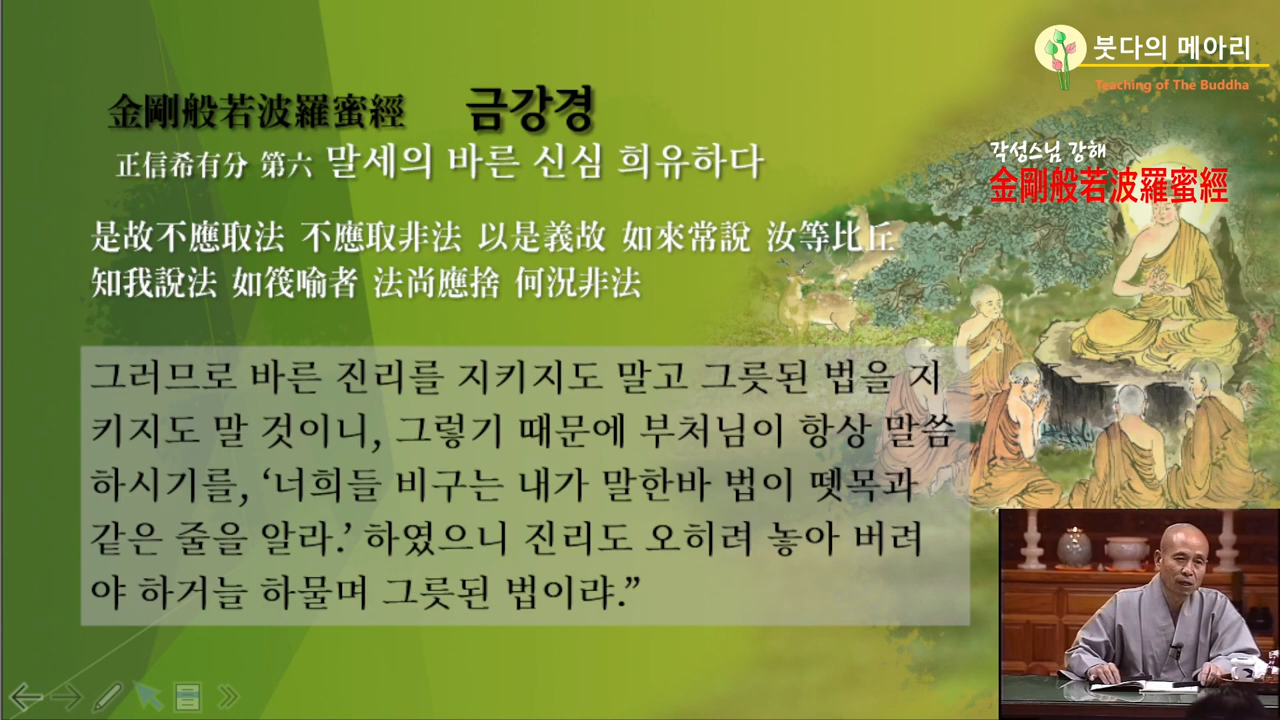 金剛般若波羅蜜經 금강경
正信希有分 第六 말세의 바른 신심 희유하다
是故不應取法 不應取非法 以是義故 如來常說 汝等比丘
知我說法 如筏喻者 法尚應捨 何況非法
그러므로 바른 진리를 지키지도 말고 그릇된 법을 지
키지도 말 것이니, 그렇기 때문에 부처님이 항상 말씀
하시기를, ‘너희들 비구는 내가 말한바 법이 뗏목과
같은 줄을 알라.’ 하였으니 진리도 오히려 놓아 버려
야 하거늘 하물며 그릇된 법이랴.”
붓다의 메아리
Teaching of The Buddha
각성스님 강해
金剛般若波羅蜜經